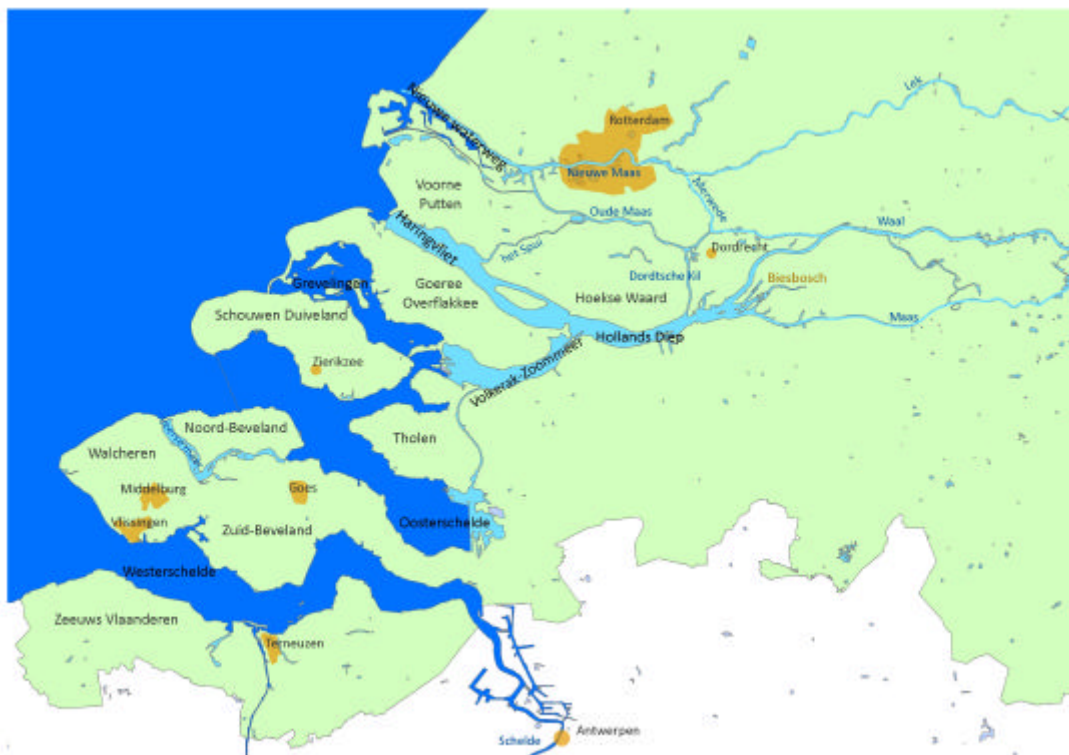 Lek
Nieuwe waterweg
Rotterdam
Nieuwe Maas
Voorne
Putten
Merwede
Oude Maas
Waal
Haringvliet
het Spui
Dordrecht
Dordtsche Kil
Biesbosch
Grevelingen
Goeree
Overflakkee
Hoekse Waard
Schouwen Duiveland
Maas
Hollands Diep
Zierikzee
Volkerak-Zoommeer
Noord-Beveland
Tholen
Walcheren
Middelburg
Goes
Vlissingen
Zuid-Beveland
Oosterschelde
Westerschelde
Zeeuws Vlaanderen
Terneuzen
Schelde
Antwerpen